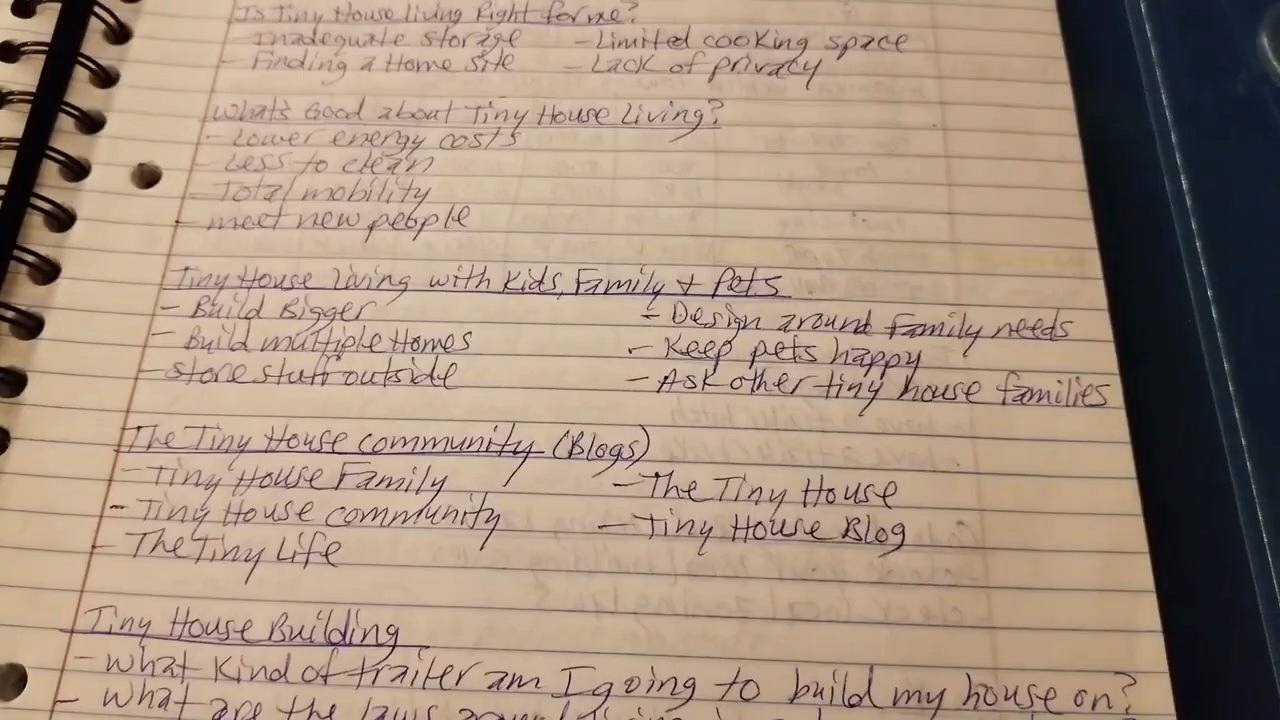 Is Tiny House living Right for me?
Inadequate storage - Limited cooking space
- Finding a Home Site - Lack of privacy
What's Good about Tiny House Living?
- Lower energy costs
- Less to clean
- Total mobility
- meet new people
Tiny House living with Kids, Family + Pets
- Build Bigger - Design around Family needs
- Build multiple Homes - Keep pets happy
- store stuff outside - Ask other tiny house families
The Tiny House community (Blogs)
- Tiny House Family - The Tiny House
- Tiny House community - Tiny House Blog
- The Tiny Life
Tiny House Building
- What Kind of trailer am I going to build my house on?
- What are the laws